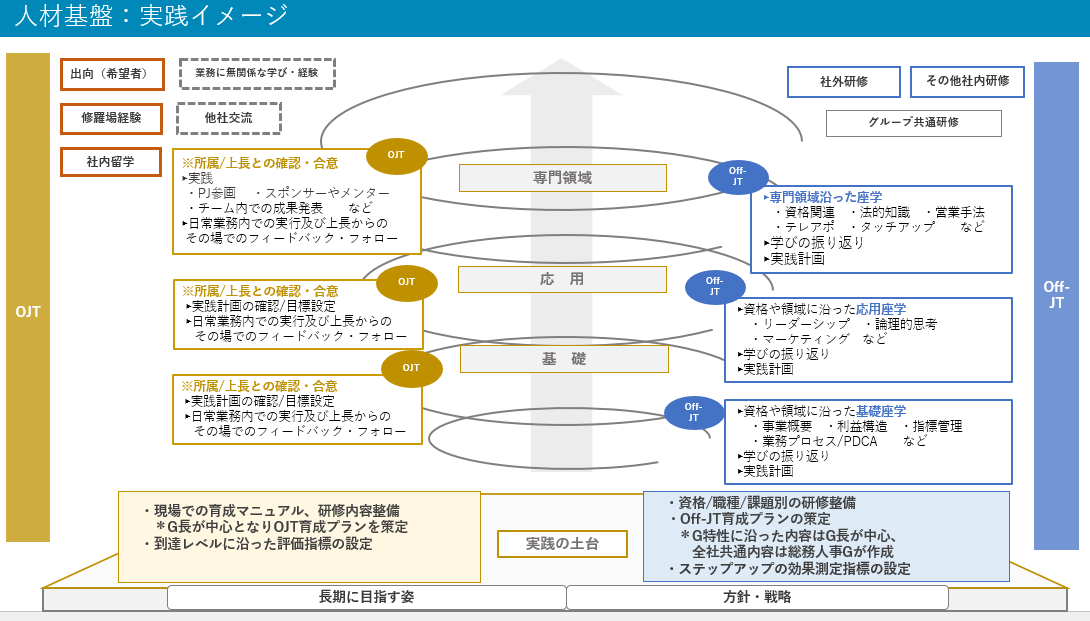 人材基盤：実践イメージ
OJT
出向（希望者）
業務に無関係な学び・経験
修羅場経験
他社交流
社内留学
社外研修
その他社内研修
グループ共通研修
Off-
JT
専門領域
応　用
基　礎
OJT
※所属/上長との確認・合意
▸実践
・PJ参画　・スポンサーやメンター
・チーム内での成果発表　　など
▸日常業務内での実行及び上長からの
その場でのフィードバック・フォロー
Off-
JT
▸専門領域沿った座学
・資格関連　・法的知識　・営業手法
・テレアポ　・タッチアップ　　など
▸学びの振り返り
▸実践計画
OJT
※所属/上長との確認・合意
▸実践計画の確認/目標設定
▸日常業務内での実行及び上長からの
その場でのフィードバック・フォロー
Off-
JT
▸資格や領域に沿った応用座学
・リーダーシップ　・論理的思考
・マーケティング　など
▸学びの振り返り
▸実践計画
OJT
※所属/上長との確認・合意
▸実践計画の確認/目標設定
▸日常業務内での実行及び上長からの
その場でのフィードバック・フォロー
Off-
JT
▸資格や領域に沿った基礎座学
・事業概要　・利益構造　・指標管理
・業務プロセス/PDCA　　など
▸学びの振り返り
▸実践計画
・現場での育成マニュアル、研修内容整備
＊G長が中心となりOJT育成プランを策定
・到達レベルに沿った評価指標の設定
実践の土台
・資格/職種/課題別の研修整備
・Off-JT育成プランの策定
＊G特性に沿った内容はG長が中心、
全社共通内容は総務人事Gが作成
・ステップアップの効果測定指標の設定
長期に目指す姿
方針・戦略